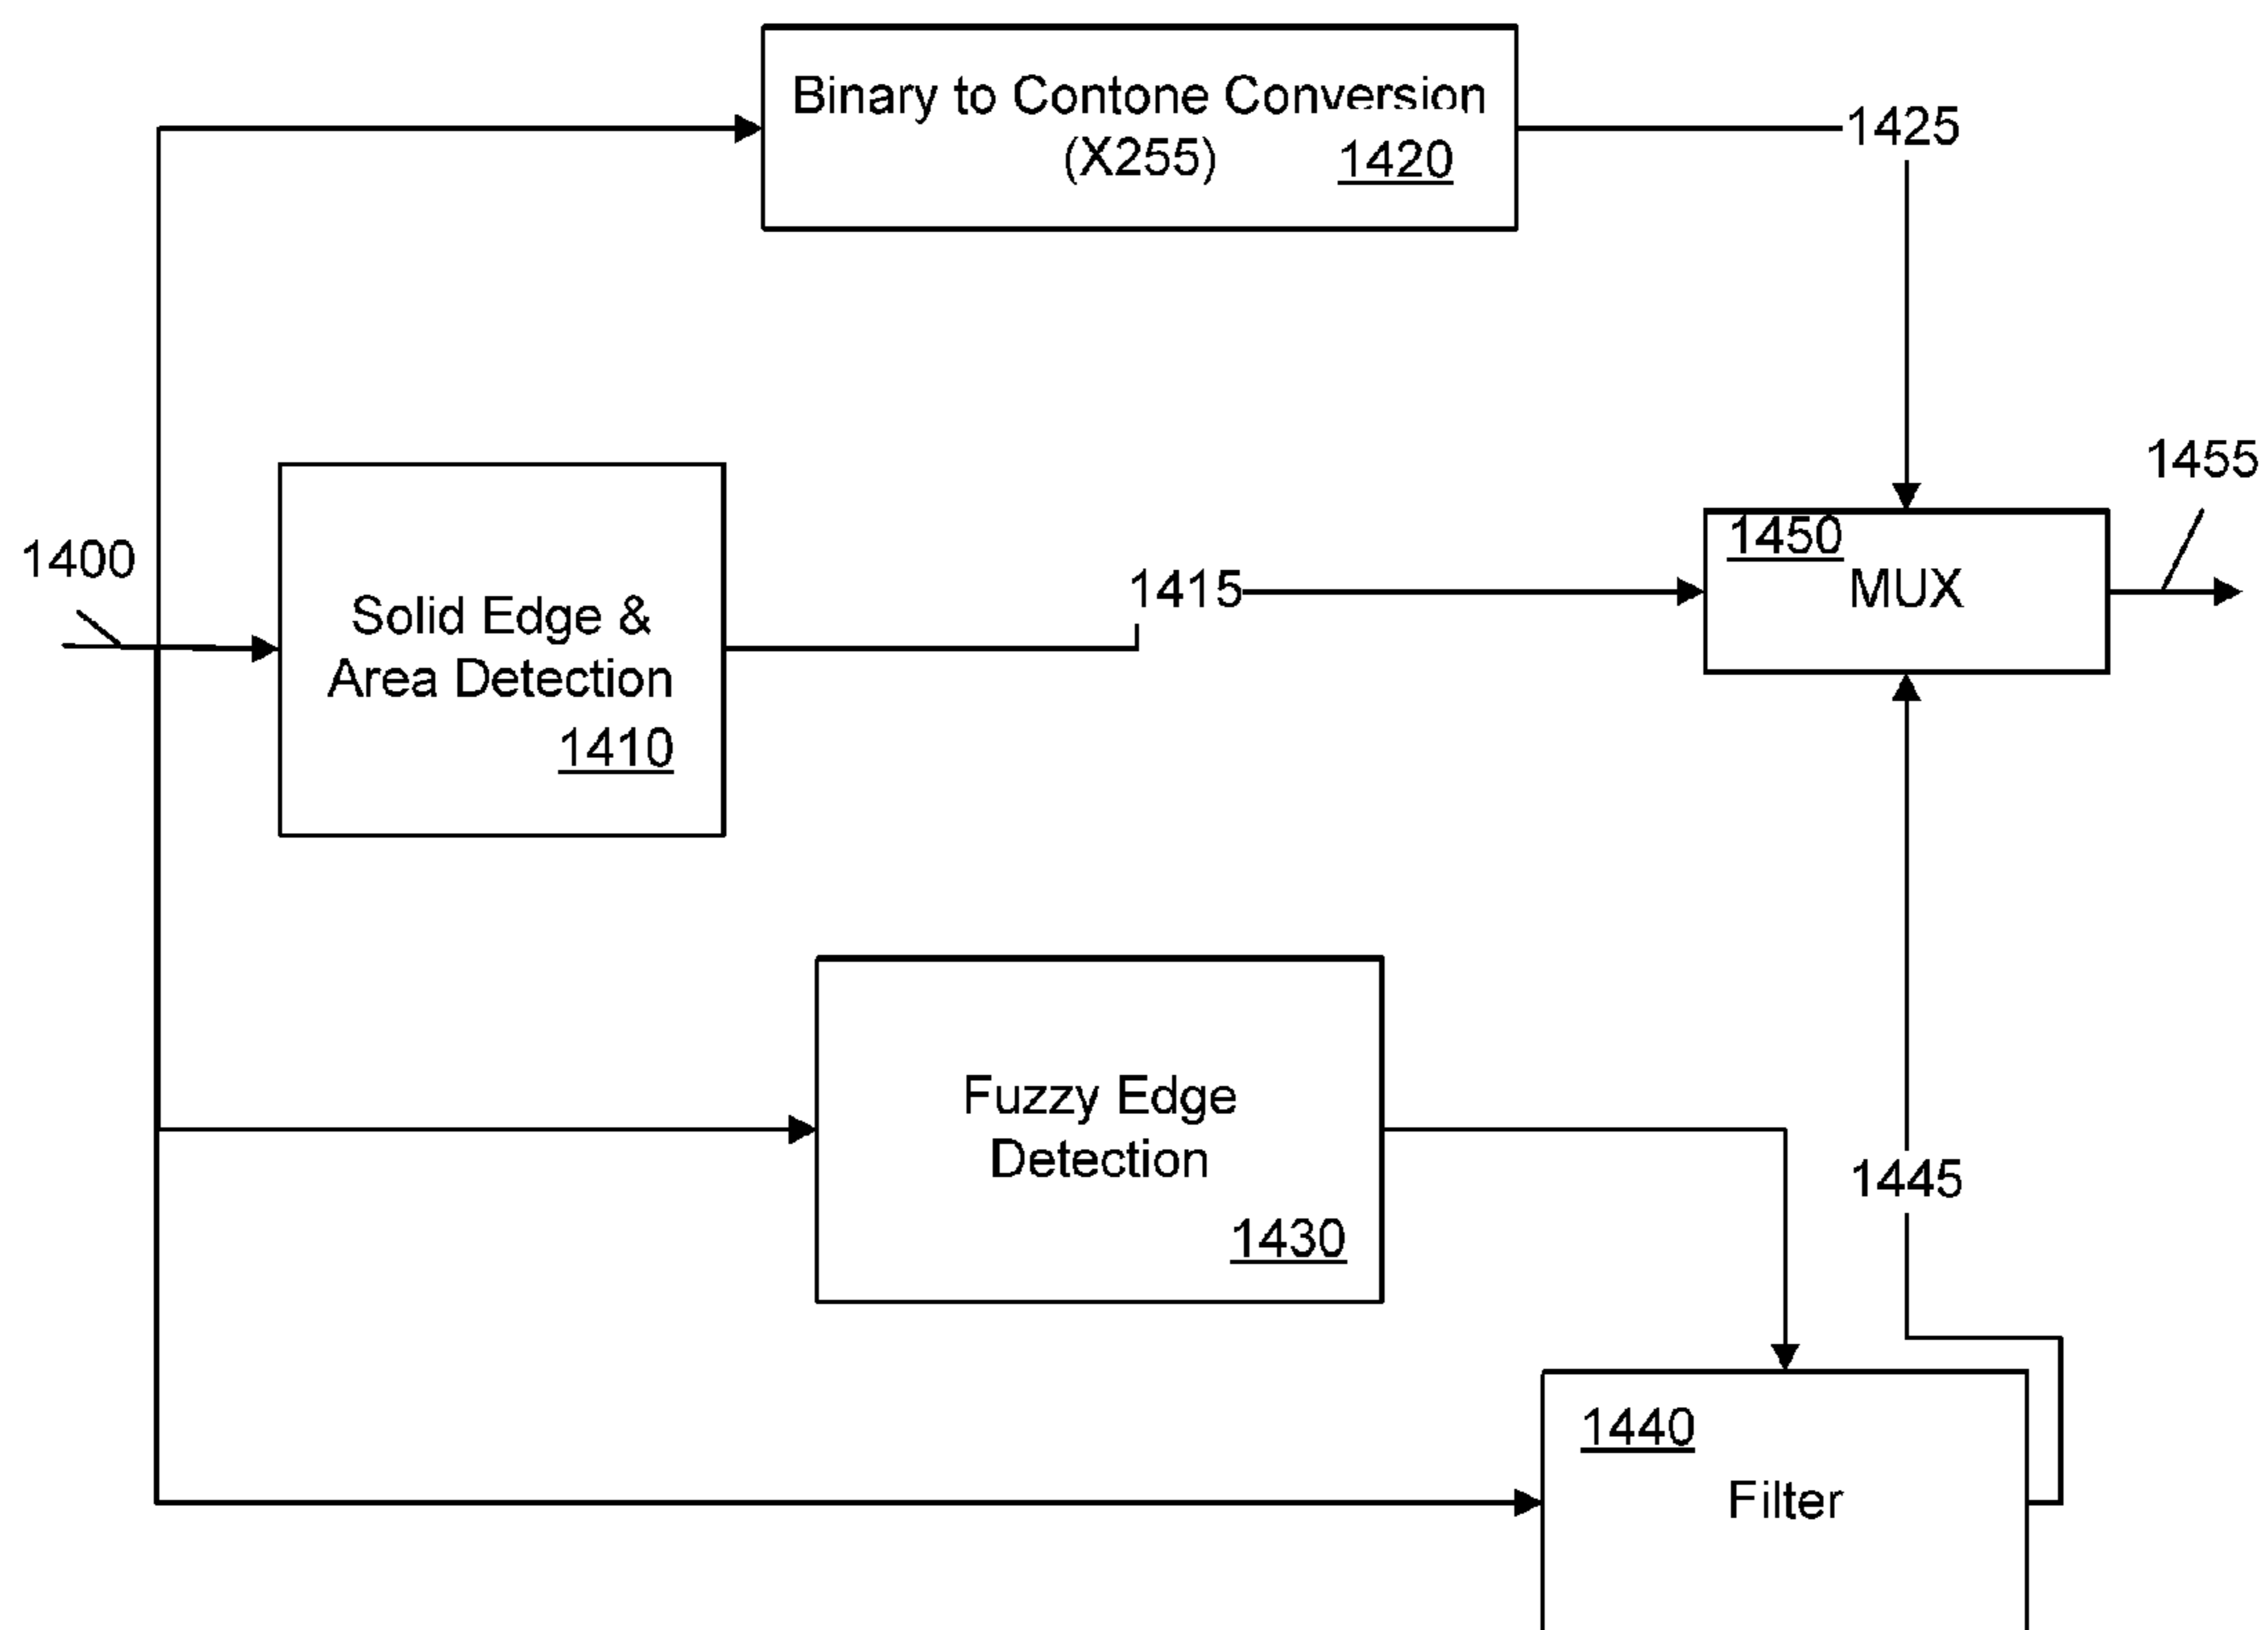 Binary to Contone Conversion
(X255) 1420
1425
1455
1400
1450
MUX
1415
Solid Edge &
Area Detection
1410
Fuzzy Edge
Detection
1430
1445
1440
Filter